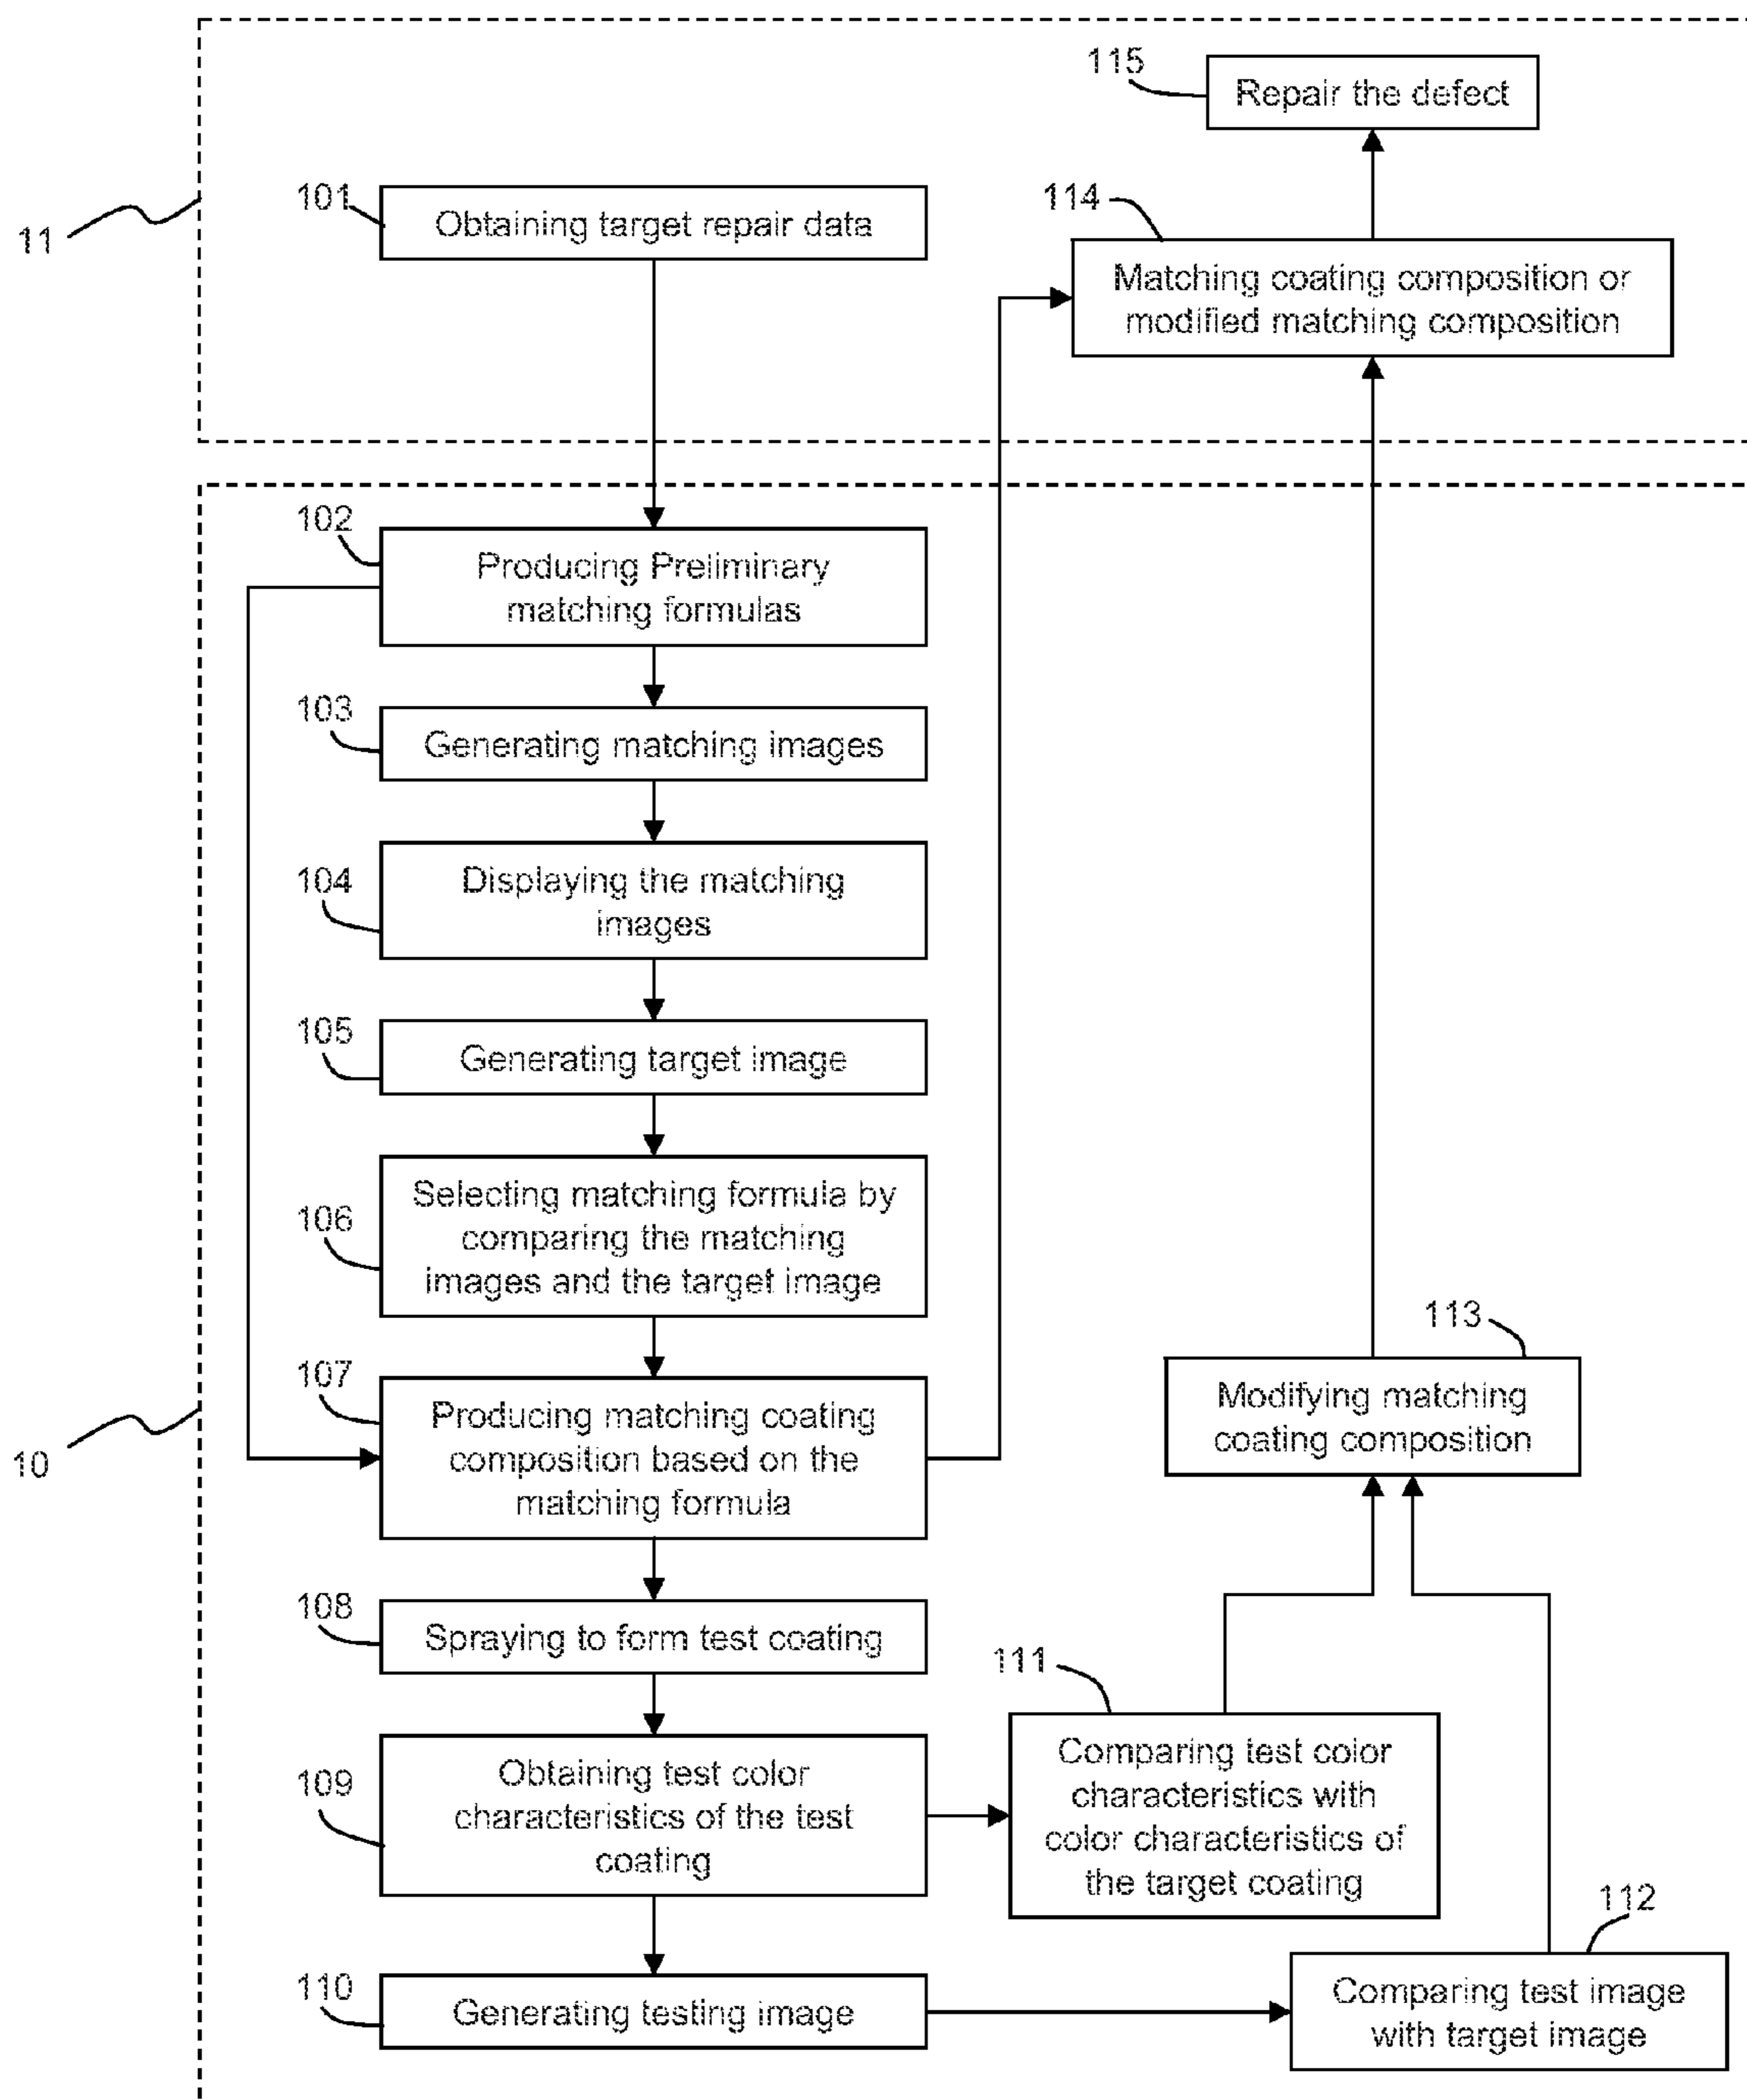 115
Repair the defect
101
Obtaining target repair data
114
Matching coating composition or
modified matching composition
11
102
Producing Preliminary
matching formulas
103
Generating matching images
104
Displaying the matching
images
105
Generating target image
106
Selecting matching formula by
comparing the matching
images and the target image
107
Producing matching coating
composition based on the
matching formula
113
Modifying matching
coating composition
10
108
Spraying to form test coating
109
Obtaining test color
characteristics of the test
coating
111
Comparing test color
characteristics with
color characteristics of
the target coating
110
Generating testing image
112
Comparing test image
with target image